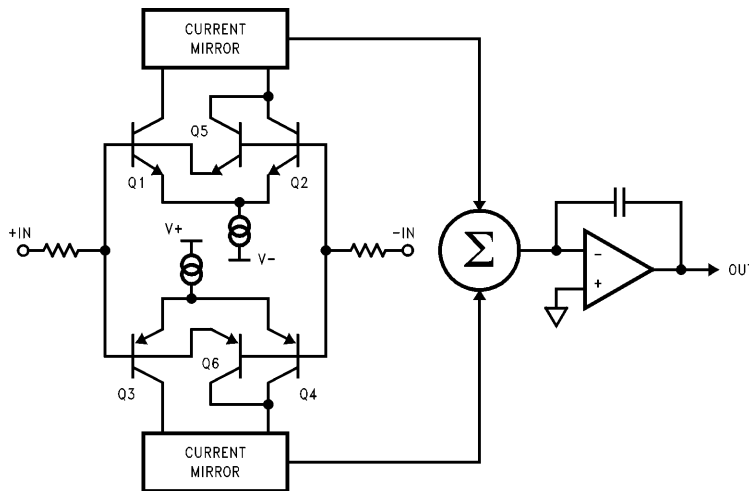 CURRENT
MIRROR
Q5
Q1
Q2
+IN
V+
V-
-IN
Σ
-
+
OUT
Q6
Q3
Q4
CURRENT
MIRROR